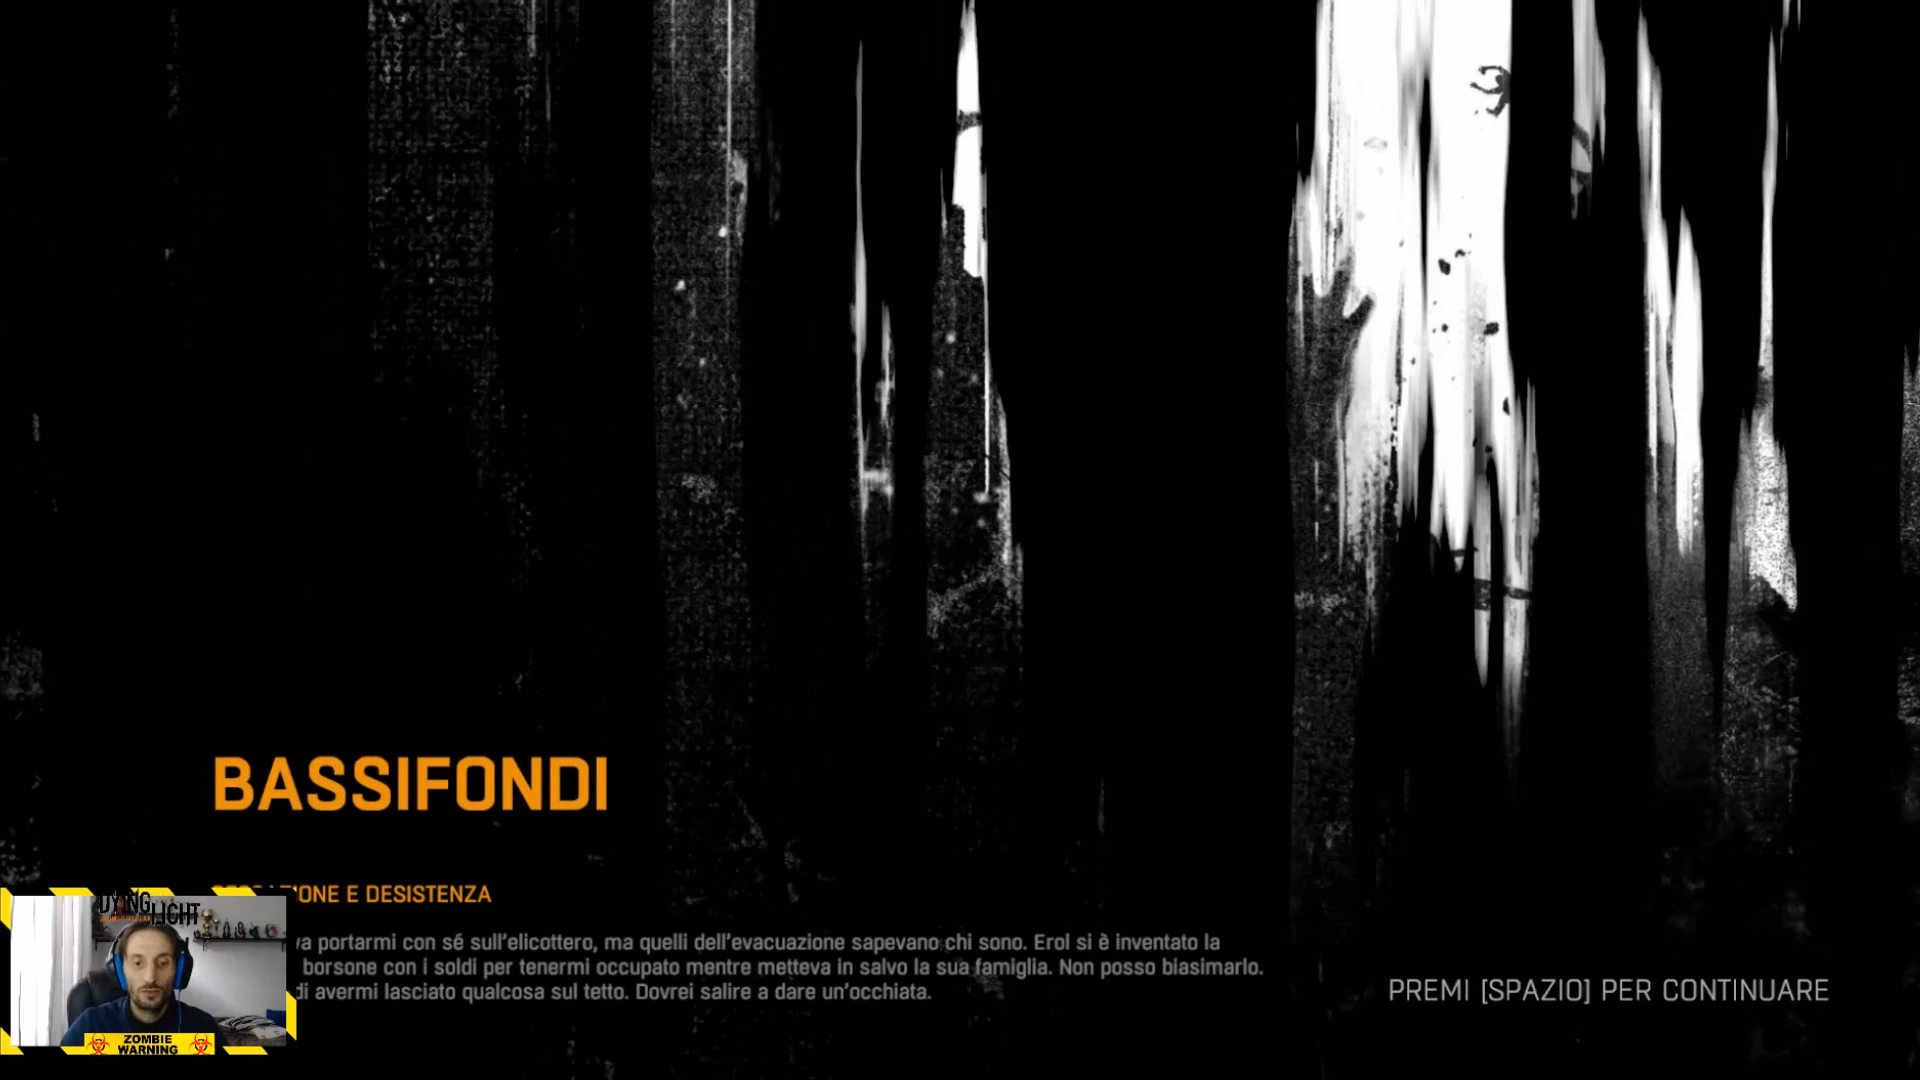 BASSIFONDI
IONE E DESISTENZA
va portarmi con sé sull'elicottero, ma quelli dell'evacuazione sapevano chi sono. Erol si è inventato la
borsone con i soldi per tenermi occupato mentre metteva in salvo la sua famiglia. Non posso biasimarlo.
di avermi lasciato qualcosa sul tetto. Dovrei salire a dare un'occhiata.
PREMI [SPAZIO] PER CONTINUARE
DYING
LIGHT
ZOMBIE
WARNING